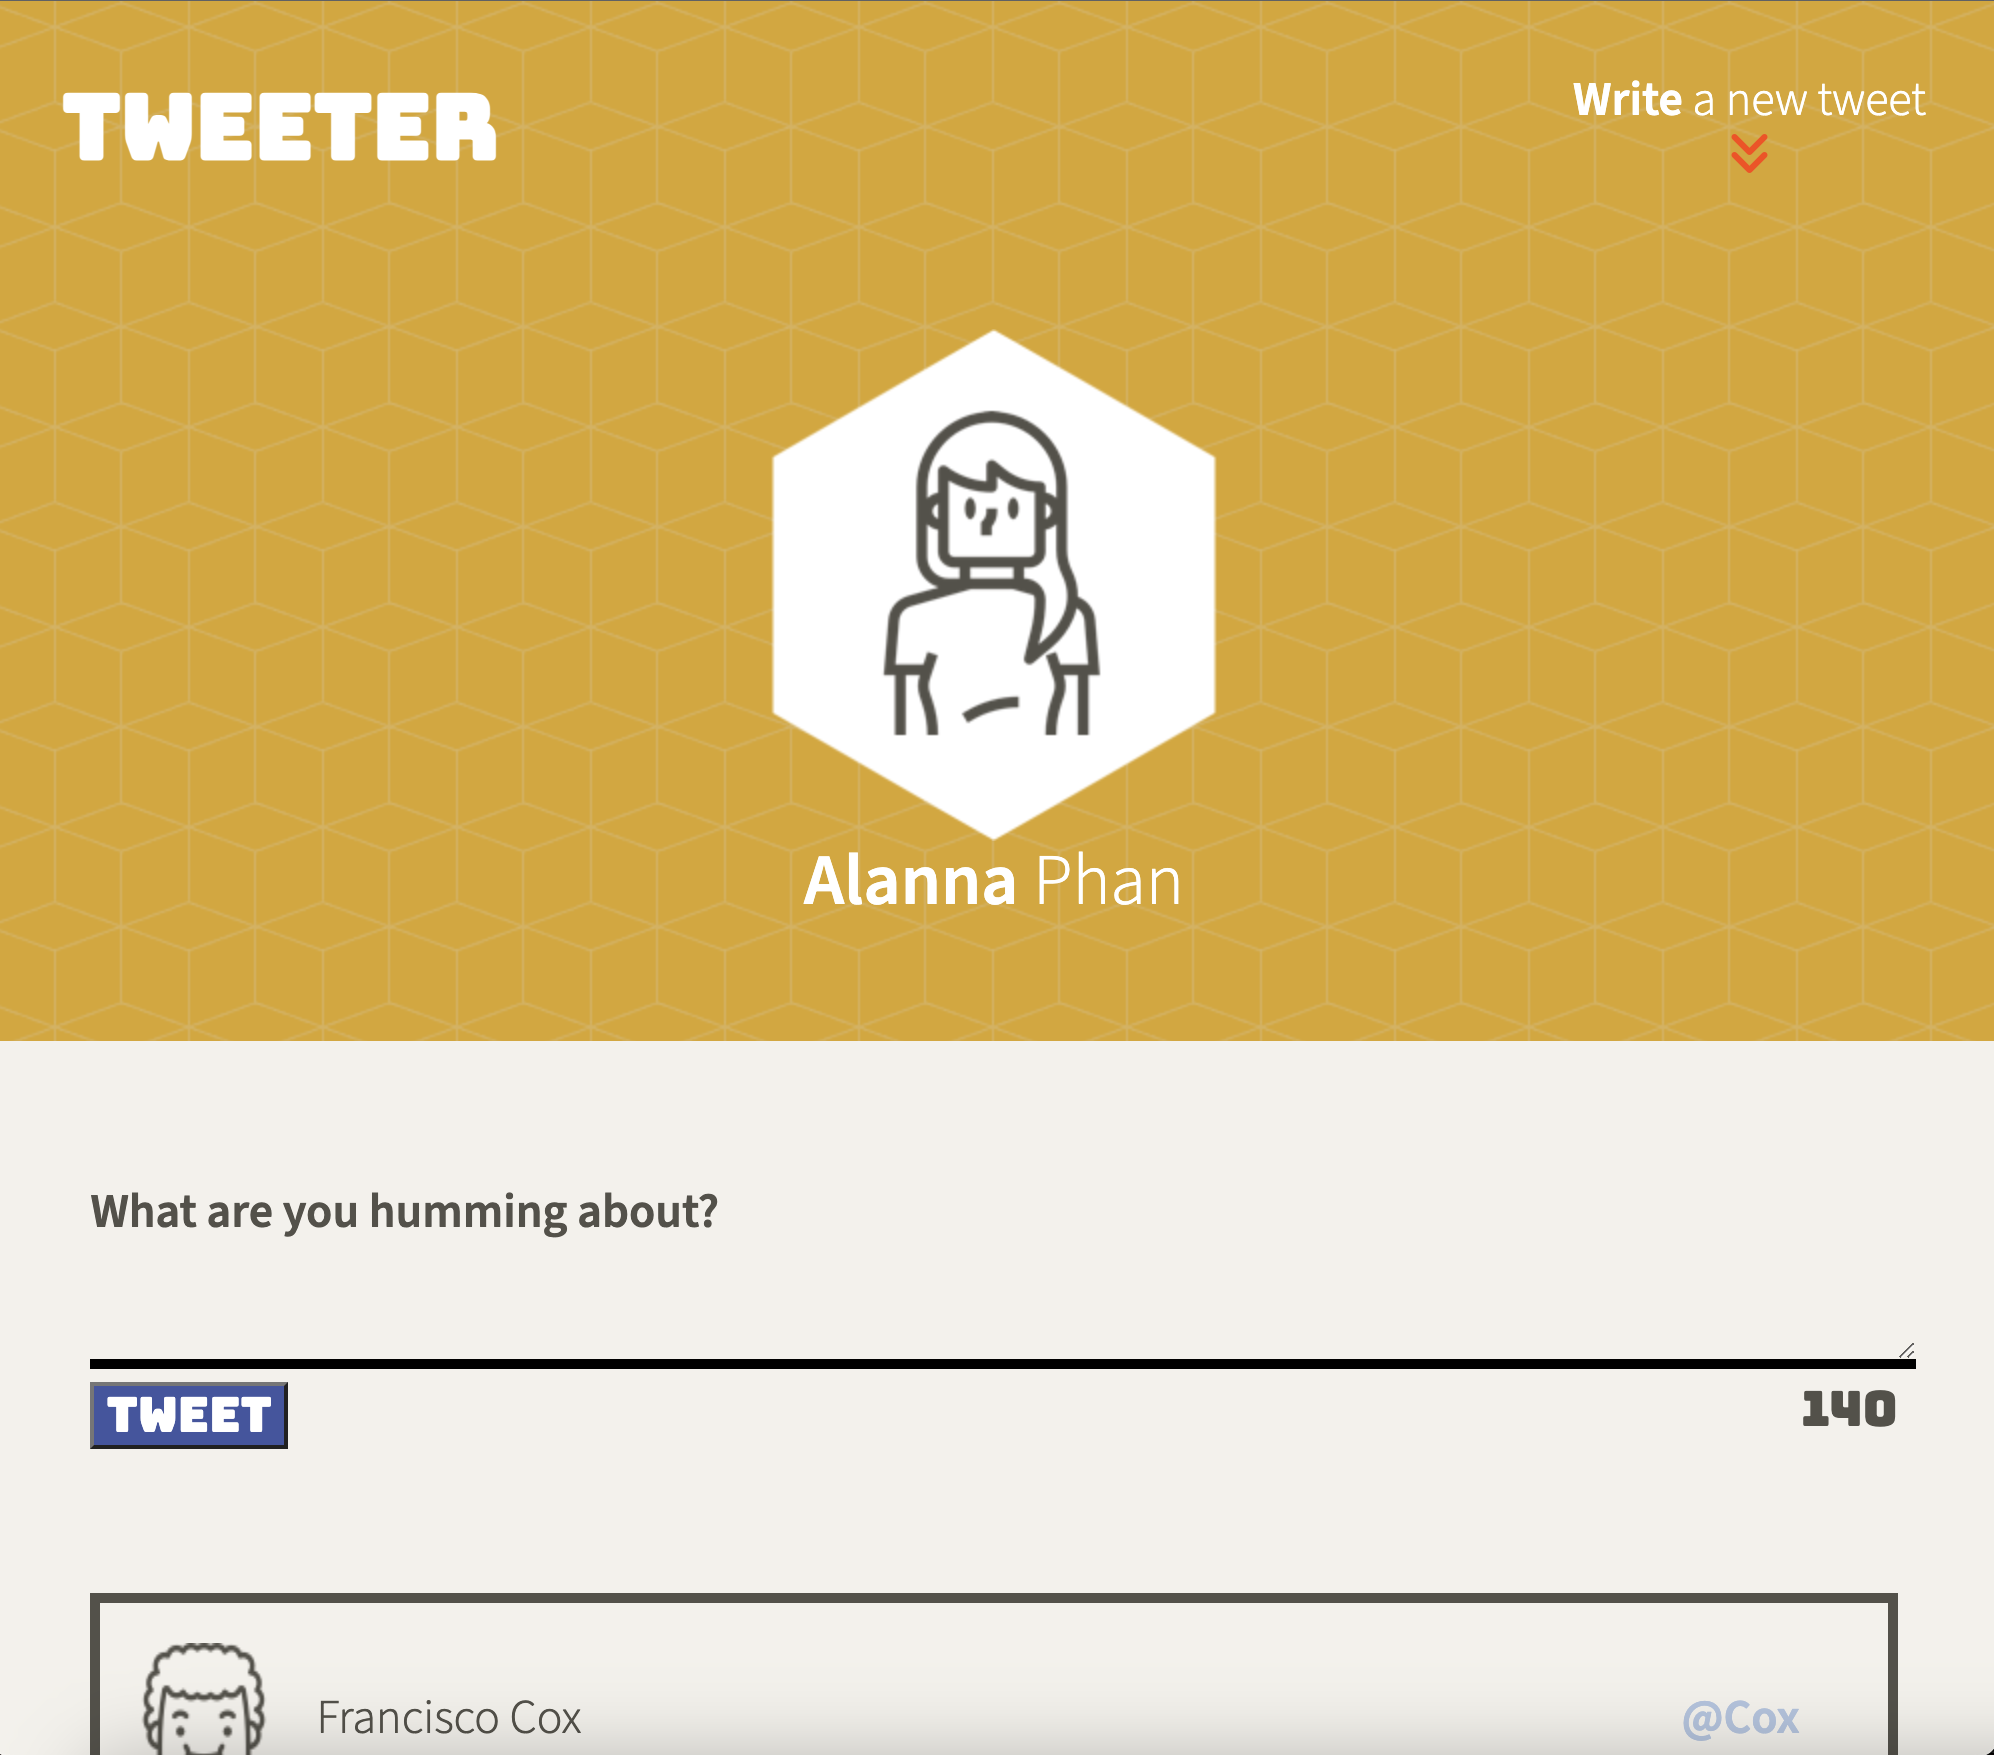 TWEETER
Write a new tweet
Alanna Phan
What are you humming about?
TWEET
140
Francisco Cox
@Cox